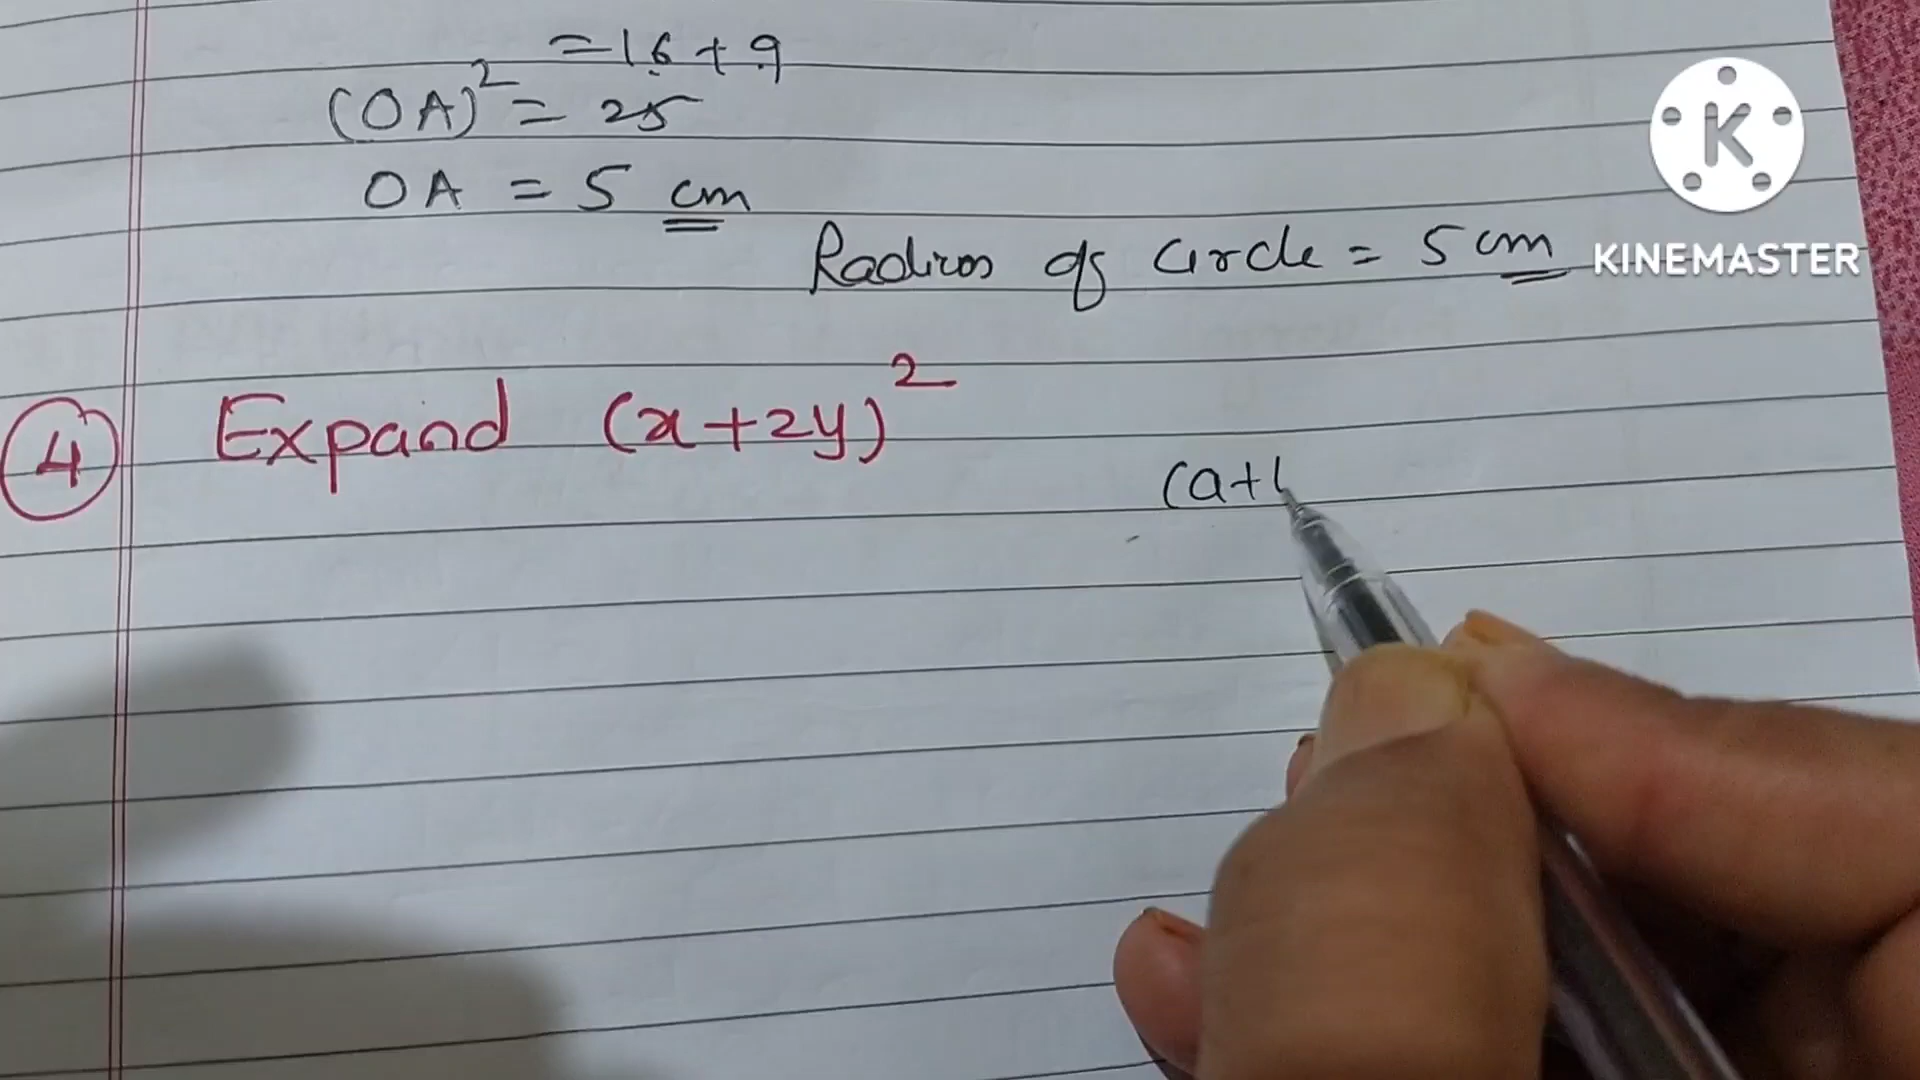 = 16 + 9
(OA)² = 25
OA = 5 cm
Radius of circle = 5 cm
K
KINEMASTER
4 Expand (x+2y)²
(a+